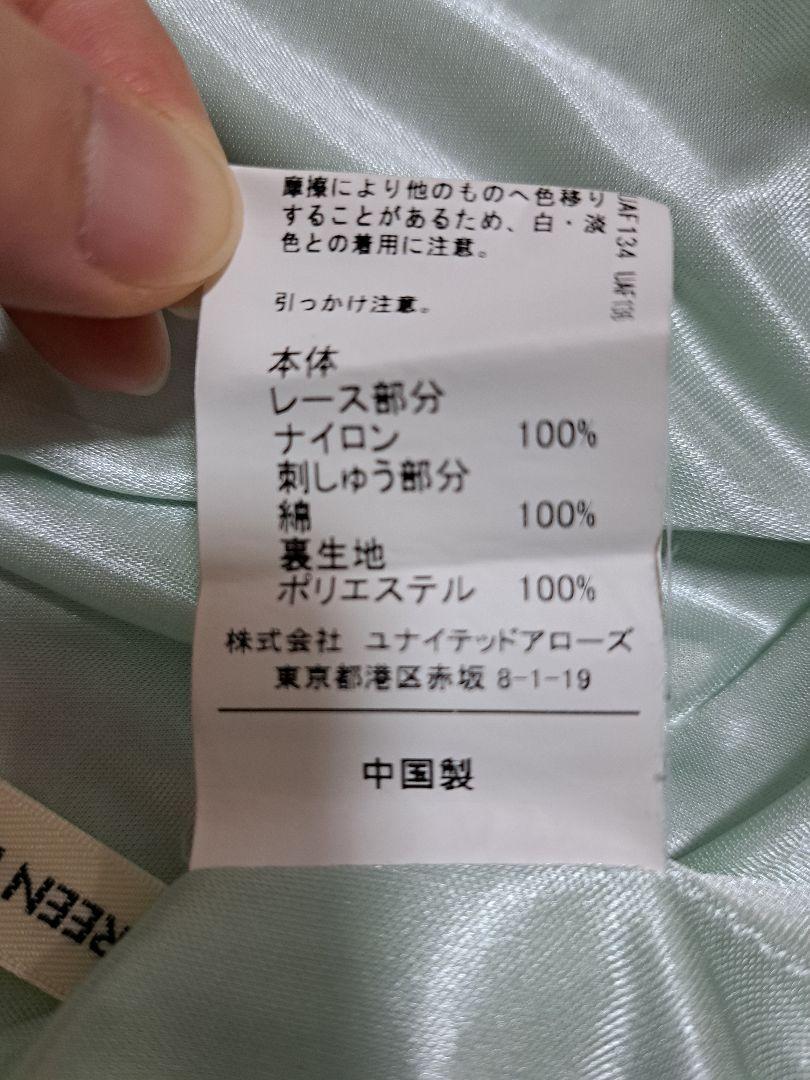 摩擦により他のものへ色移り
することがあるため、白・淡
色との着用に注意。
引っかけ注意。
本体
レース部分
ナイロン 100%
刺しゅう部分
綿 100%
裏生地
ポリエステル 100%
株式会社 ユナイテッドアローズ
東京都港区赤坂 8-1-19
中国製
UAF134 UAF136
REEN